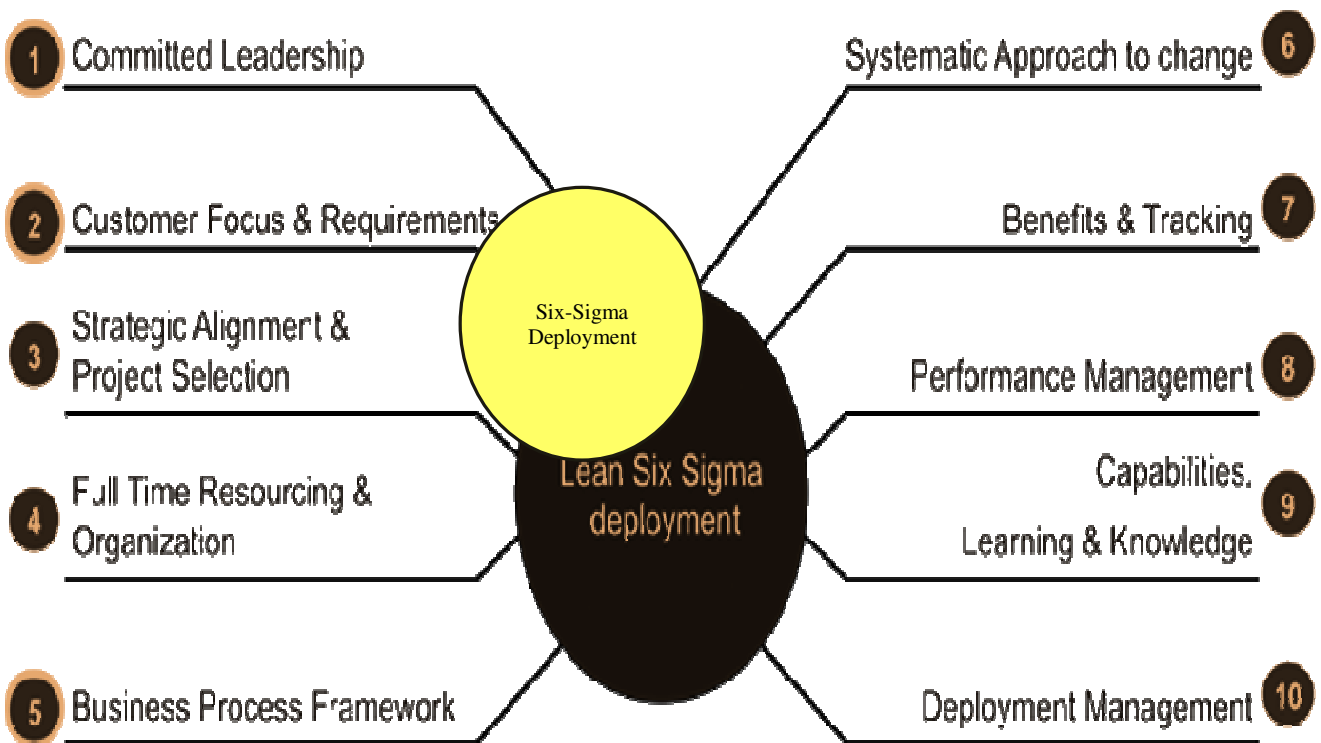 1 Committed Leadership
2 Customer Focus & Requirements
3 Strategic Alignment &
Project Selection
4 Full Time Resourcing &
Organization
5 Business Process Framework
Six-Sigma
Deployment
Lean Six Sigma
deployment
Systematic Approach to change 6
Benefits & Tracking 7
Performance Management 8
Capabilities.
Learning & Knowledge 9
Deployment Management 10